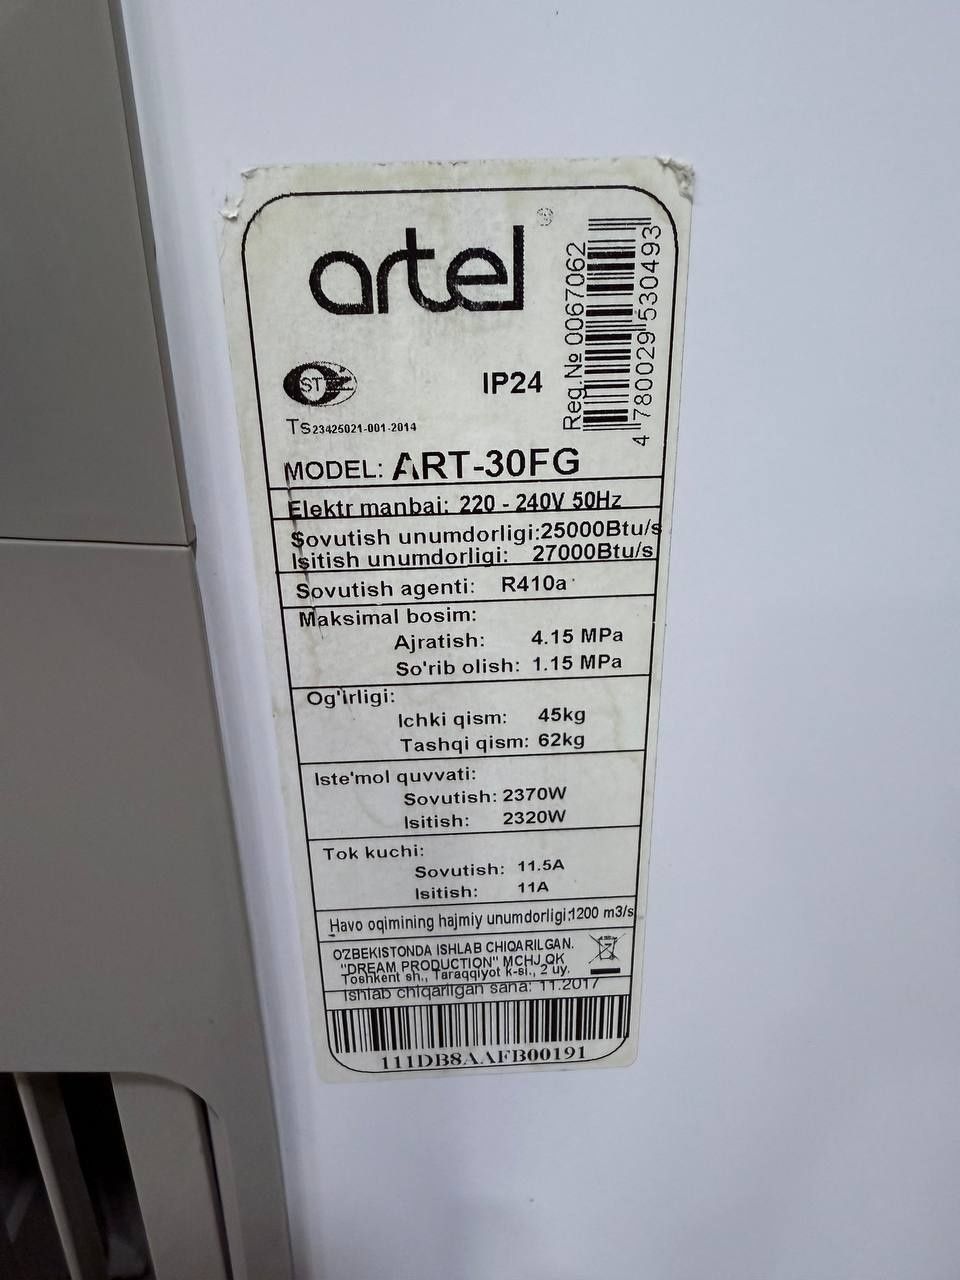 artel
®
Reg.№ 0067062
4 780029 530493
ST
IP24
Ts23425021-001-2014
MODEL: ART-30FG
Elektr manbai: 220 - 240V 50Hz
Sovutish unumdorligi:25000Btu/s
Isitish unumdorligi: 27000Btu/s
Sovutish agenti: R410a
Maksimal bosim:
Ajratish: 4.15 MPa
So'rib olish: 1.15 MPa
Og'irligi:
Ichki qism: 45kg
Tashqi qism: 62kg
Iste'mol quvvati:
Sovutish: 2370W
Isitish: 2320W
Tok kuchi:
Sovutish: 11.5A
Isitish: 11A
Havo oqimining hajmiy unumdorligi:1200 m3/s
O'ZBEKISTONDA ISHLAB CHIQARILGAN.
"DREAM PRODUCTION" MCHJ QK
Toshkent sh., Taraqqiyot k-si., 2 uy.
Ishlab chiqarilgan sana: 11.2017
111DB8AAFB00191